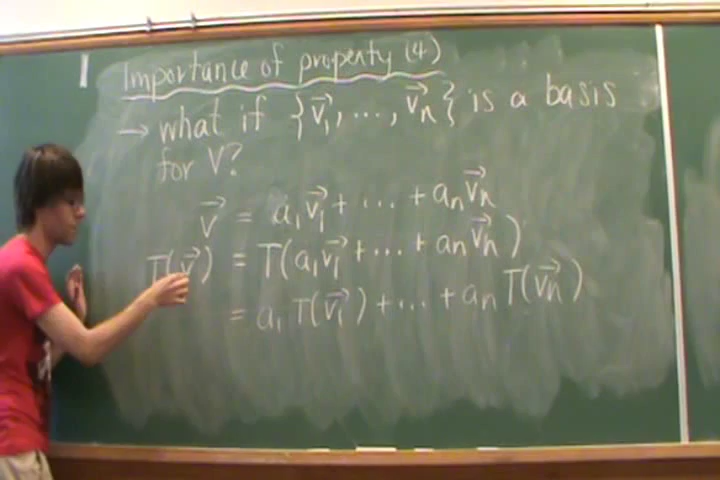 Importance of property (4)
→ what if {v⃗₁, ..., v⃗ₙ} is a basis
for V?
v⃗ = a₁v⃗₁ + ... + aₙv⃗ₙ
T(v⃗) = T(a₁v⃗₁ + ... + aₙv⃗ₙ)
= a₁T(v⃗₁) + ... + aₙT(v⃗ₙ)